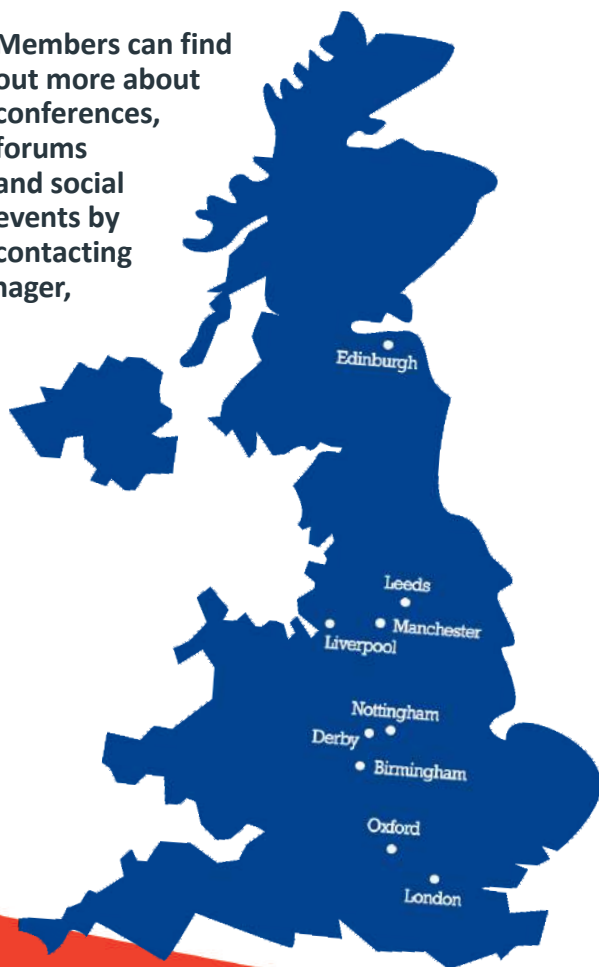 Members can find
out more about
conferences,
forums
and social
events by
contacting
nager,
Edinburgh
Leeds
Manchester
Liverpool
Nottingham
Derby
Birmingham
Oxford
London